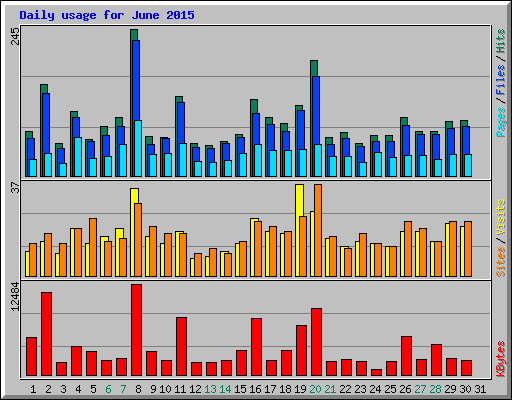 Daily usage for June 2015
245
Pages / Files / Hits
37
Sites / Visits
12484
KBytes
1 2 3 4 5 6 7 8 9 10 11 12 13 14 15 16 17 18 19 20 21 22 23 24 25 26 27 28 29 30 31